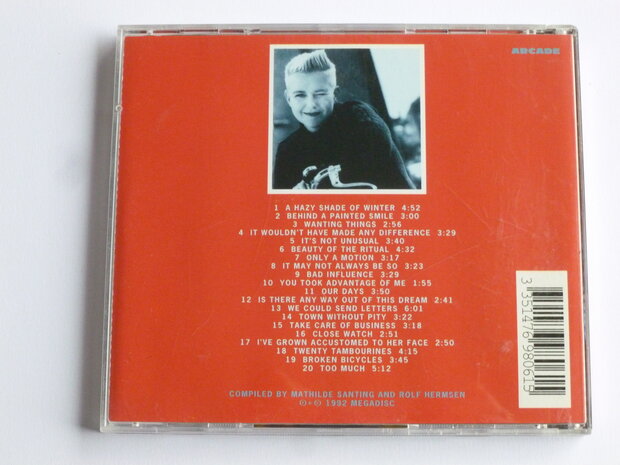 ARCADE
1 A HAZY SHADE OF WINTER 4:52
2 BEHIND A PAINTED SMILE 3:00
3 WANTING THINGS 2:56
4 IT WOULDN'T HAVE MADE ANY DIFFERENCE 3:29
5 IT'S NOT UNUSUAL 3:40
6 BEAUTY OF THE RITUAL 4:32
7 ONLY A MOTION 3:17
8 IT MAY NOT ALWAYS BE SO 3:23
9 BAD INFLUENCE 3:29
10 YOU TOOK ADVANTAGE OF ME 1:55
11 OUR DAYS 3:50
12 IS THERE ANY WAY OUT OF THIS DREAM 2:41
13 WE COULD SEND LETTERS 6:01
14 TOWN WITHOUT PITY 3:22
15 TAKE CARE OF BUSINESS 3:18
16 CLOSE WATCH 2:51
17 I'VE GROWN ACCUSTOMED TO HER FACE 2:50
18 TWENTY TAMBOURINES 4:15
19 BROKEN BICYCLES 3:45
20 TOO MUCH 5:12
COMPILED BY MATHILDE SANTING AND ROLF HERMSEN
℗+© 1992 MEGADISC
3 351476 980615